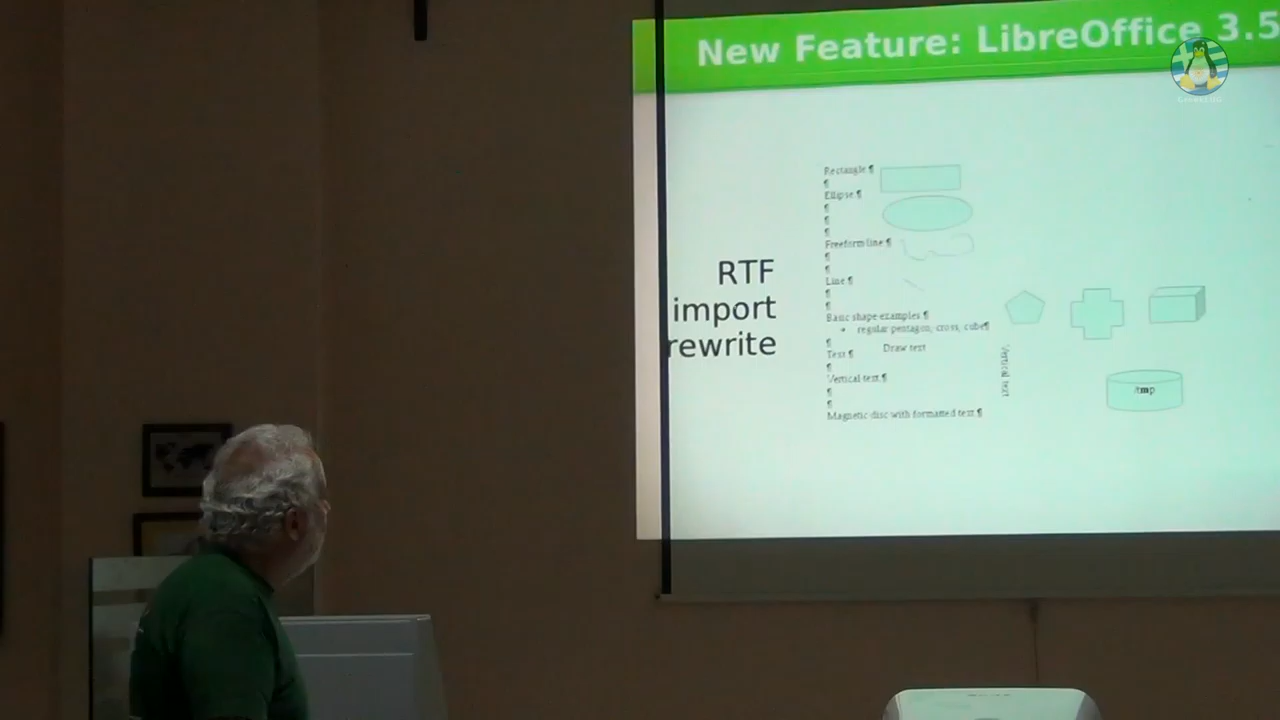 New Feature: LibreOffice 3.5
GREEKLUG
RTF
import
rewrite
Rectangle ¶
¶
Ellipse ¶
¶
¶
¶
Freeform line ¶
¶
¶
Line ¶
¶
¶
Basic shape examples ¶
• regular pentagon, cross, cube¶
¶
Text ¶ Draw text
¶
Vertical text ¶
Vertical text
¶
¶
/tmp
Magnetic disc with formatted text ¶